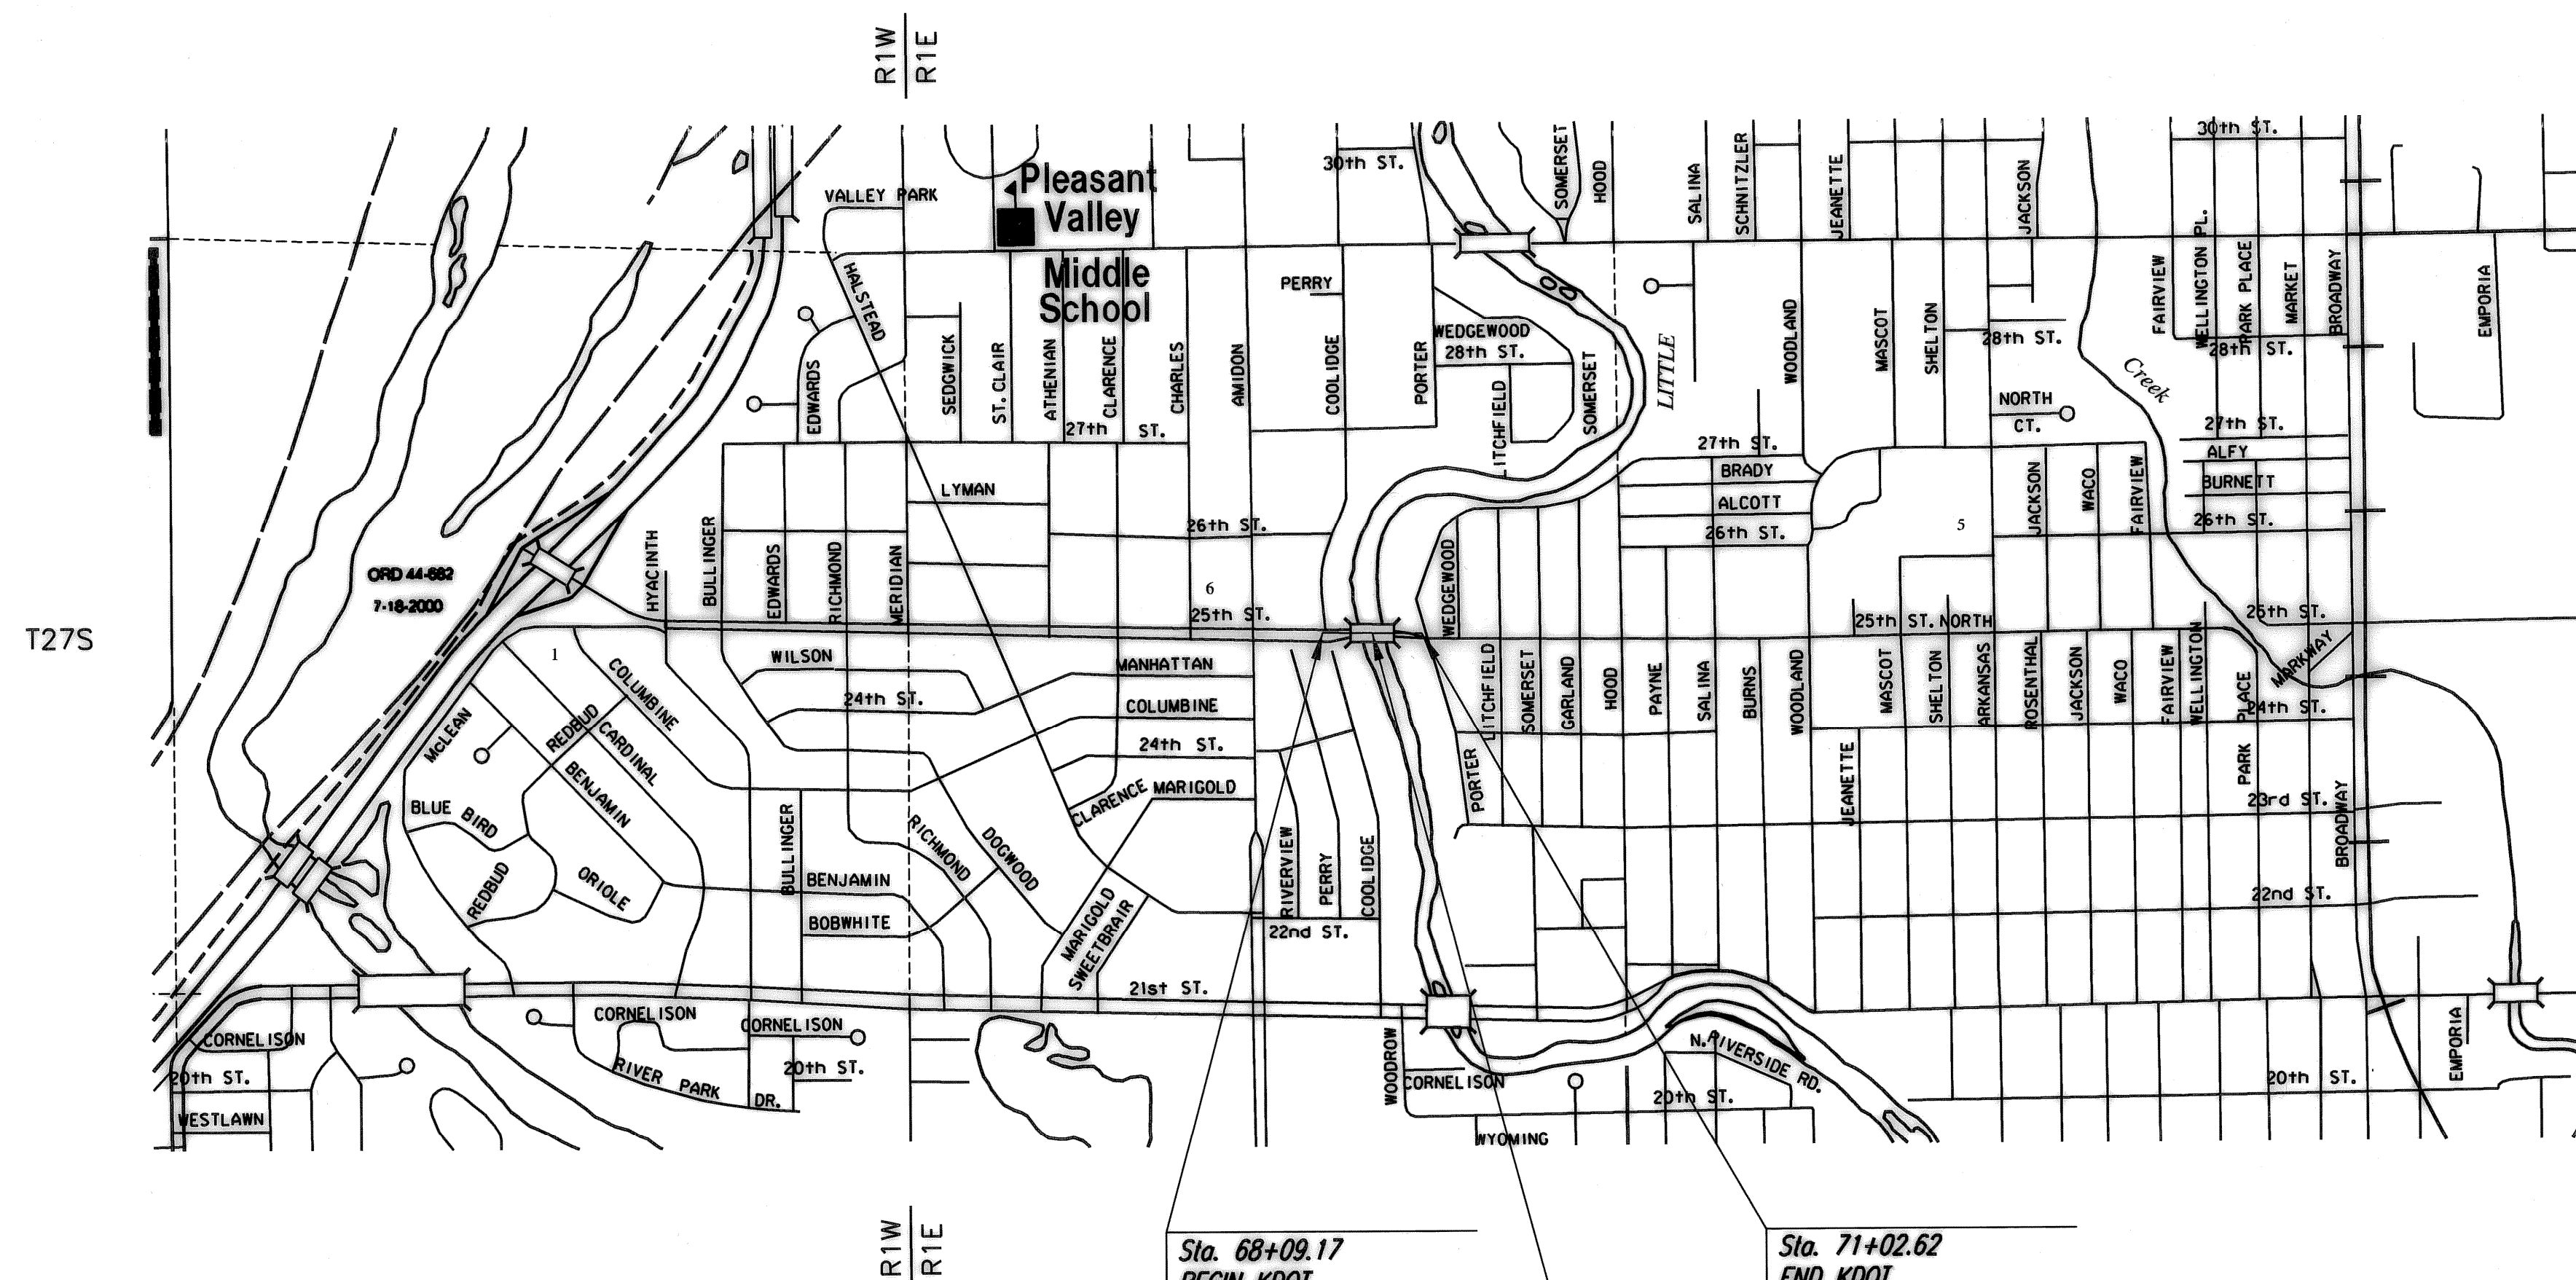 R1W
R1E
30th ST.
30th ST.
SOMERSET
HOOD
SALINA
SCHNITZLER
JEANETTE
JACKSON
VALLEY PARK
Pleasant
Valley
Middle
School
HALSTEAD
PERRY
WEDGEWOOD
28th ST.
LITTLE
WOODLAND
MASCOT
SHELTON
28th ST.
Creek
FAIRVIEW
WELLINGTON PL.
PARK PLACE
MARKET
BROADWAY
28th ST.
EMPORIA
EDWARDS
SEDGWICK
ST. CLAIR
ATHENIAN
CLARENCE
CHARLES
AMIDON
COOLIDGE
PORTER
LITCHFIELD
SOMERSET
NORTH
CT.
27th ST.
27th ST.
27th ST.
ALFY
BRADY
BURNETT
LYMAN
ALCOTT
26th ST.
26th ST.
26th ST.
5
JACKSON
WACO
FAIRVIEW
ORD 44-682
7-18-2000
HYACINTH
BULLINGER
EDWARDS
RICHMOND
MERIDIAN
6
WEDGEWOOD
25th ST.
25th ST. NORTH
25th ST.
T27S
1
WILSON
MANHATTAN
COLUMBINE
24th ST.
COLUMBINE
24th ST.
MCLEAN
REDBUD
CARDINAL
BENJAMIN
LITCHFIELD
SOMERSET
GARLAND
HOOD
PAYNE
SALINA
BURNS
WOODLAND
MASCOT
SHELTON
ARKANSAS
ROSENTHAL
JACKSON
WACO
FAIRVIEW
WELLINGTON
PARK PLACE
MARKWAY
24th ST.
PORTER
JEANETTE
BLUE BIRD
CLARENCE
MARIGOLD
23rd ST.
BROADWAY
BULLINGER
RICHMOND
DOGWOOD
RIVERVIEW
PERRY
COOLIDGE
REDBUD
ORIOLE
BENJAMIN
BOBWHITE
MARIGOLD
SWEETBRAIR
22nd ST.
22nd ST.
21st ST.
CORNELISON
CORNELISON
CORNELISON
20th ST.
WESTLAWN
RIVER PARK DR.
20th ST.
WOODROW
CORNELISON
N. RIVERSIDE RD.
20th ST.
WYOMING
EMPORIA
20th ST.
R1W
R1E
Sta. 68+09.17
BEGIN KDOT
Sta. 71+02.62
END KDOT